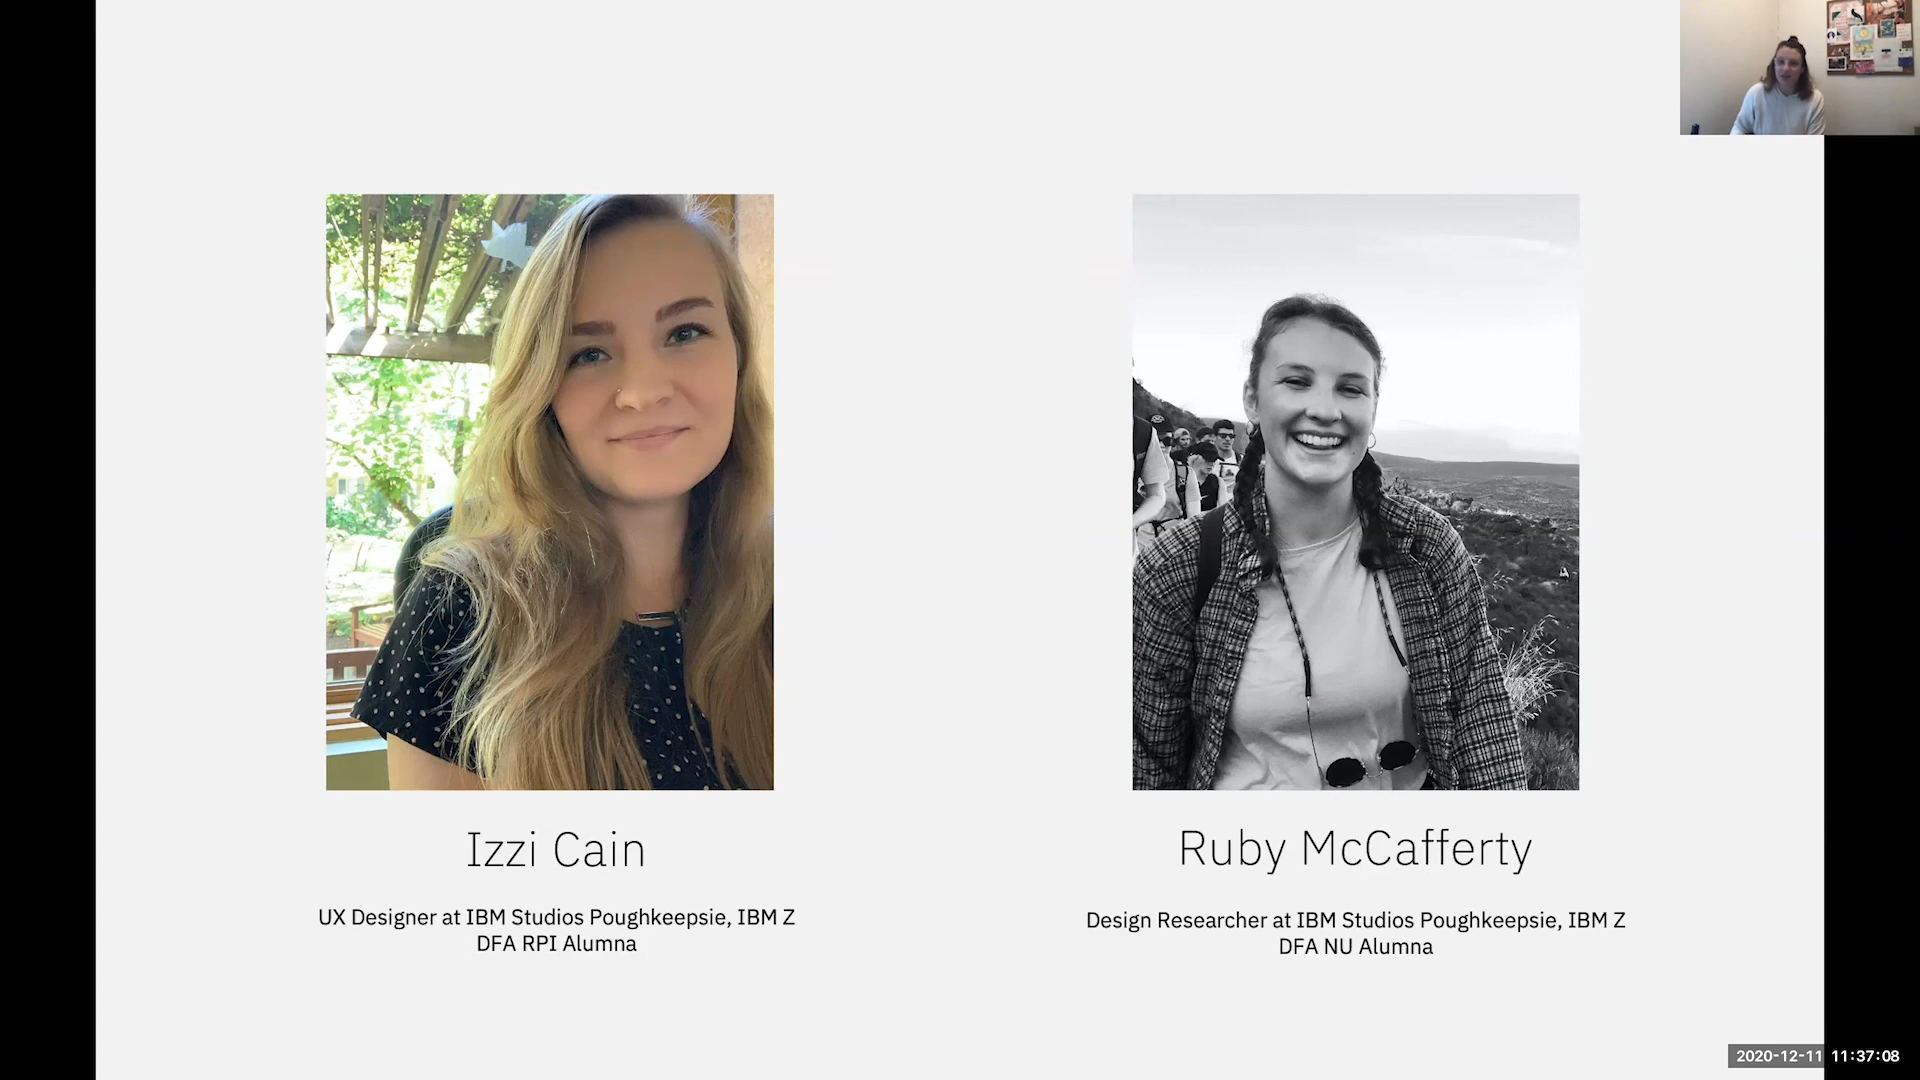 Izzi Cain
UX Designer at IBM Studios Poughkeepsie, IBM Z
DFA RPI Alumna
Ruby McCafferty
Design Researcher at IBM Studios Poughkeepsie, IBM Z
DFA NU Alumna
2020-12-11 11:37:08